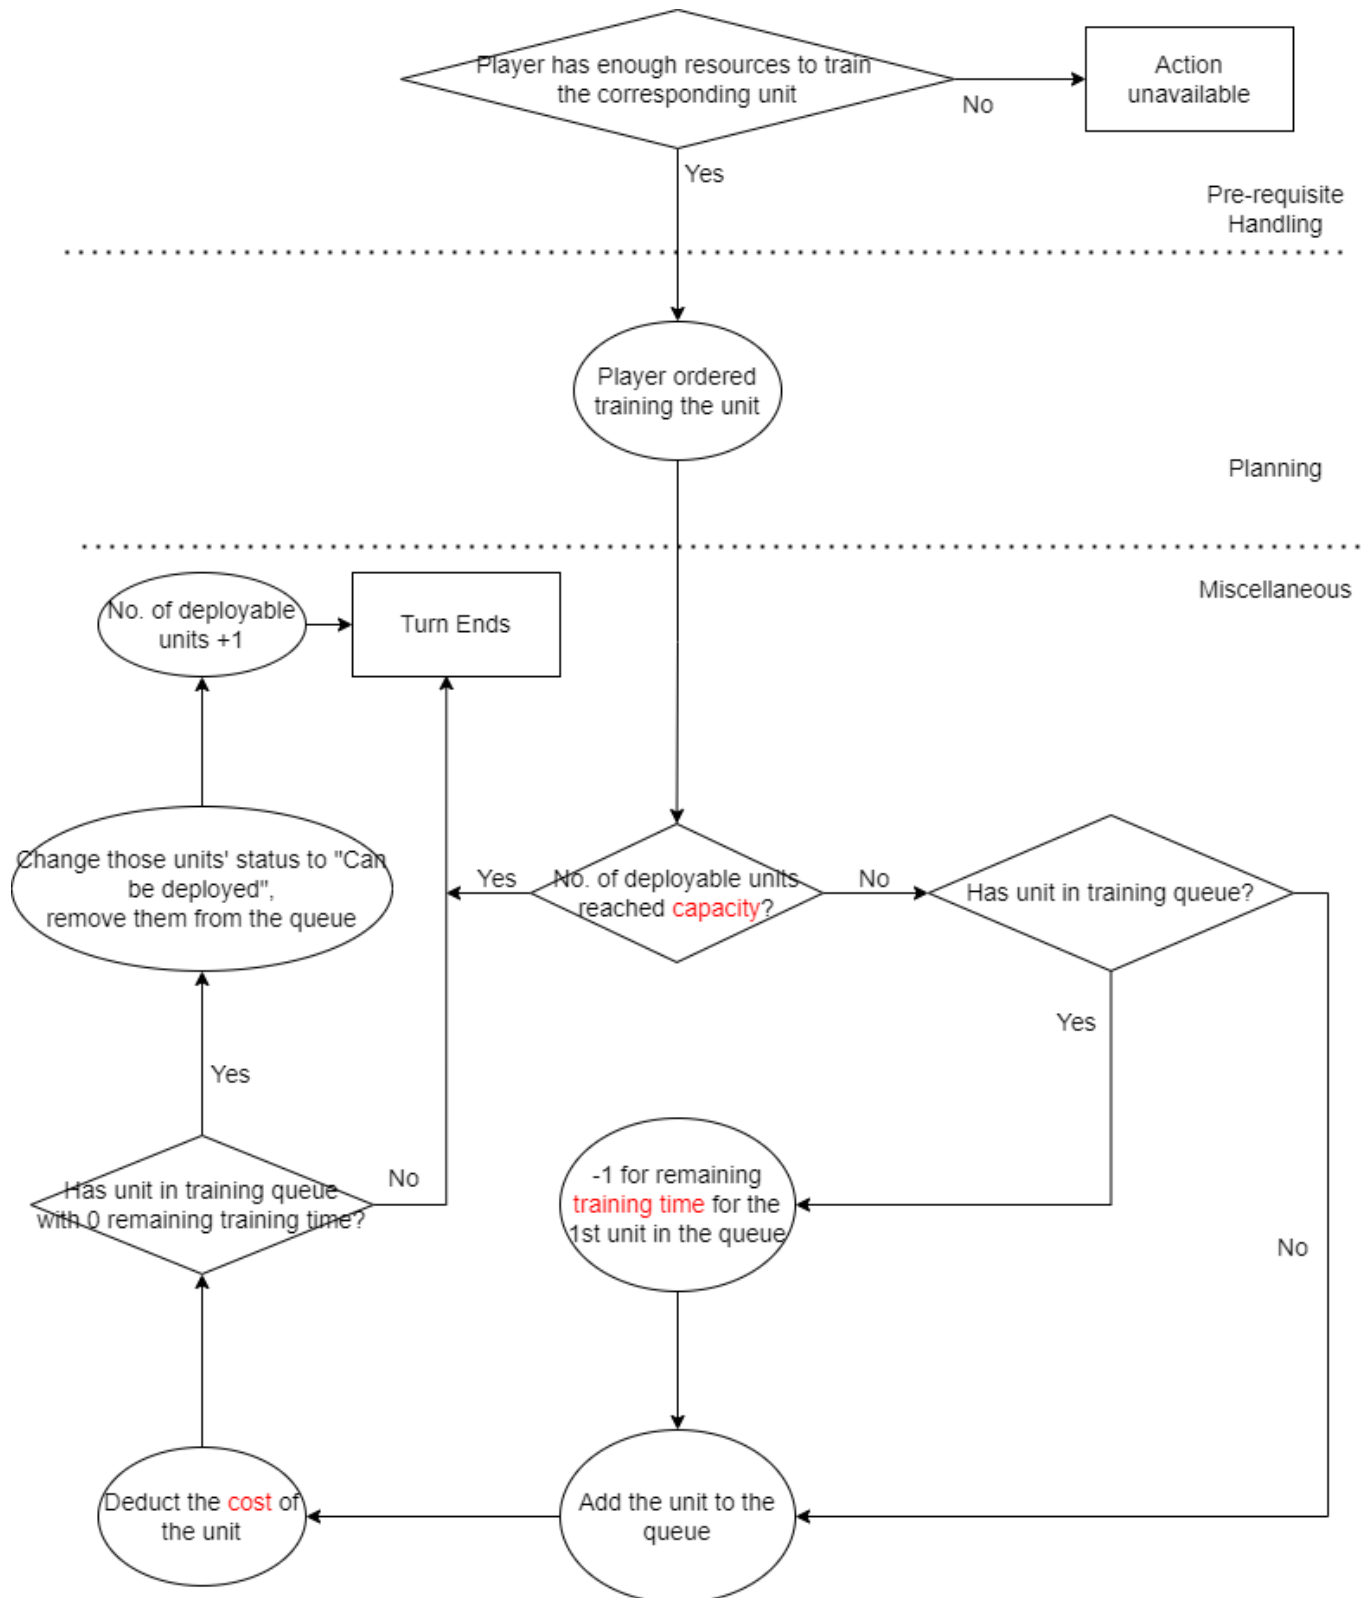 Player has enough resources to train
the corresponding unit
No
Action
unavailable
Yes
Pre-requisite
Handling
Player ordered
training the unit
Planning
Miscellaneous
No. of deployable
units +1
Turn Ends
Change those units' status to "Can
be deployed",
remove them from the queue
Yes
No. of deployable units
reached capacity?
No
Has unit in training queue?
Yes
Yes
Has unit in training queue
with 0 remaining training time?
No
-1 for remaining
training time for the
1st unit in the queue
No
Deduct the cost of
the unit
Add the unit to the
queue